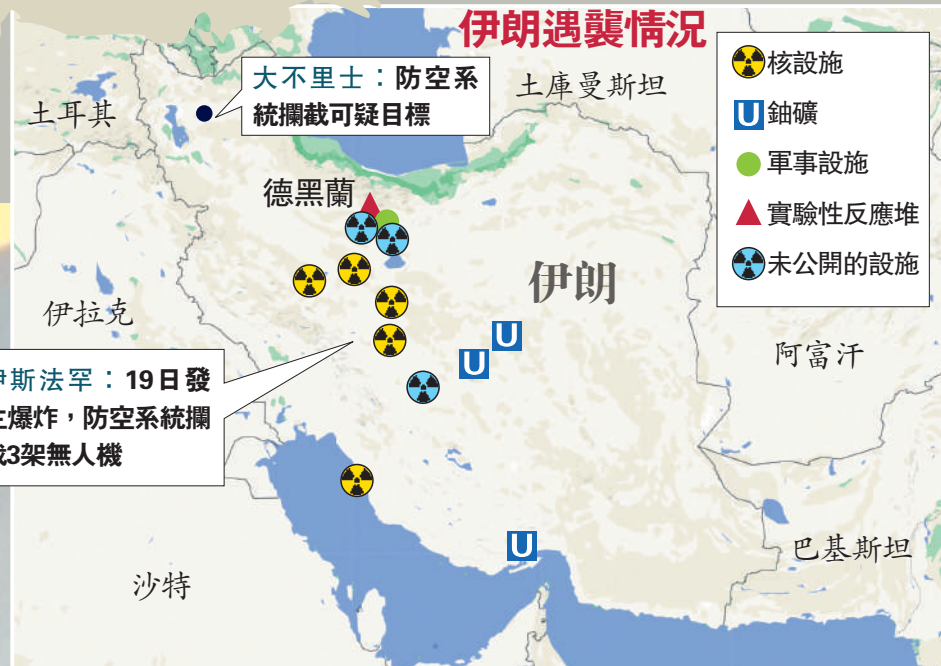 伊朗遇襲情況
核設施
U 鈾礦
軍事設施
實驗性反應堆
未公開的設施
大不里士：防空系
統攔截可疑目標
土耳其
土庫曼斯坦
德黑蘭
伊朗
伊拉克
阿富汗
U
U
伊斯法罕：19日發
生爆炸，防空系統攔
截3架無人機
U
巴基斯坦
沙特